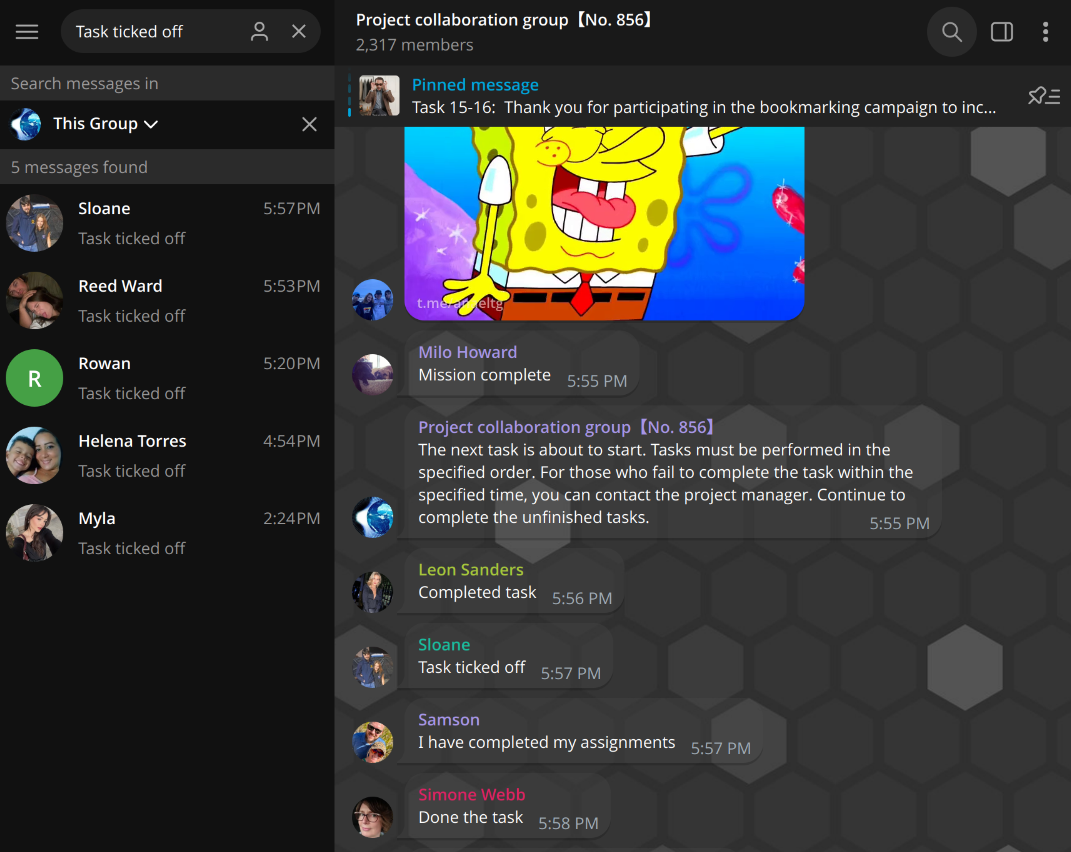 Task ticked off
Search messages in
This Group
5 messages found
Sloane 5:57PM
Task ticked off
Reed Ward 5:53PM
Task ticked off
R
Rowan 5:20PM
Task ticked off
Helena Torres 4:54PM
Task ticked off
Myla 2:24PM
Task ticked off
Project collaboration group【No. 856】
2,317 members
Pinned message
Task 15-16: Thank you for participating in the bookmarking campaign to inc...
Milo Howard
Mission complete 5:55 PM
Project collaboration group【No. 856】
The next task is about to start. Tasks must be performed in the
specified order. For those who fail to complete the task within the
specified time, you can contact the project manager. Continue to
complete the unfinished tasks. 5:55 PM
Leon Sanders
Completed task 5:56 PM
Sloane
Task ticked off 5:57 PM
Samson
I have completed my assignments 5:57 PM
Simone Webb
Done the task 5:58 PM